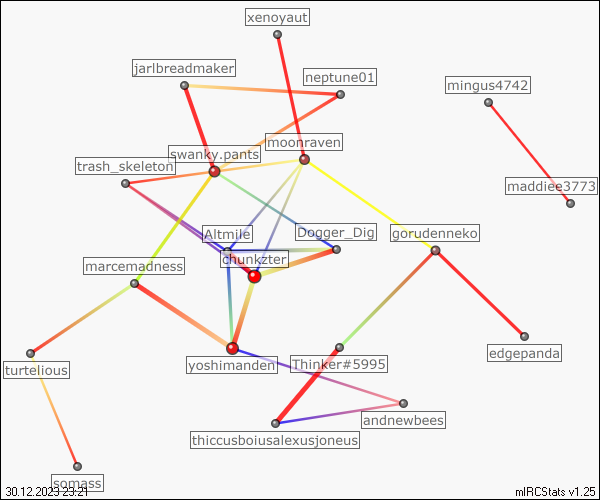 xenoyaut
jarlbreadmaker
neptune01
mingus4742
moonraven
swanky.pants
trash_skeleton
maddiee3773
Altmile
Dogger_Dig
gorudenneko
chunkzter
marcemadness
edgepanda
yoshimanden
Thinker#5995
turtelious
andnewbees
thiccusboiusalexusjoneus
somass
30.12.2023 23:21
mIRCStats v1.25